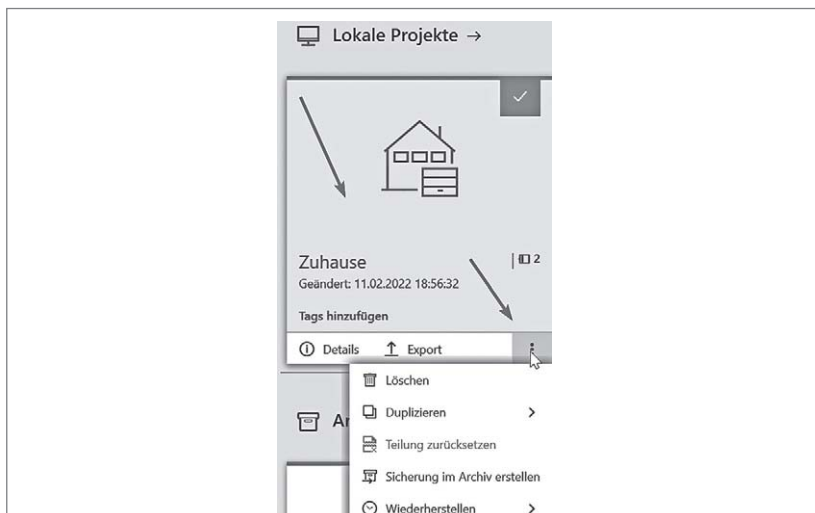 Lokale Projekte →
Zuhause
2
Geändert: 11.02.2022 18:56:32
Tags hinzufügen
Details Export
Löschen
Ar
Duplizieren
Teilung zurücksetzen
Sicherung im Archiv erstellen
Wiederherstellen